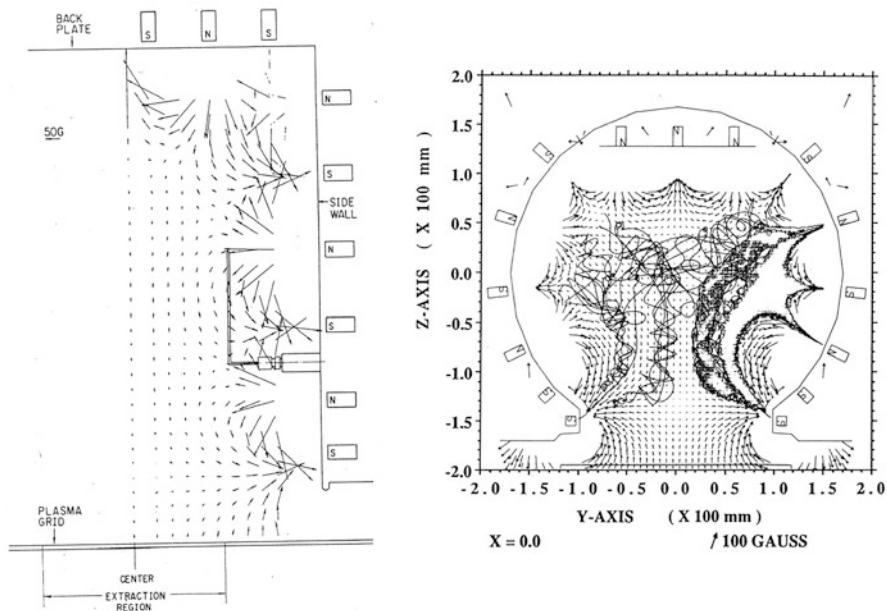 BACK
PLATE
S
N
S
N
50G
S
SIDE
WALL
N
S
N
S
PLASMA
GRID
CENTER
EXTRACTION
REGION
2.0
1.5
1.0
0.5
0.0
-0.5
-1.0
-1.5
-2.0
Z-AXIS ( X 100 mm )
N
N
N
S
S
N
N
S
S
N
N
S
S
S
S
-2.0 -1.5 -1.0 -0.5 0.0 0.5 1.0 1.5 2.0
Y-AXIS ( X 100 mm )
X = 0.0
100 GAUSS